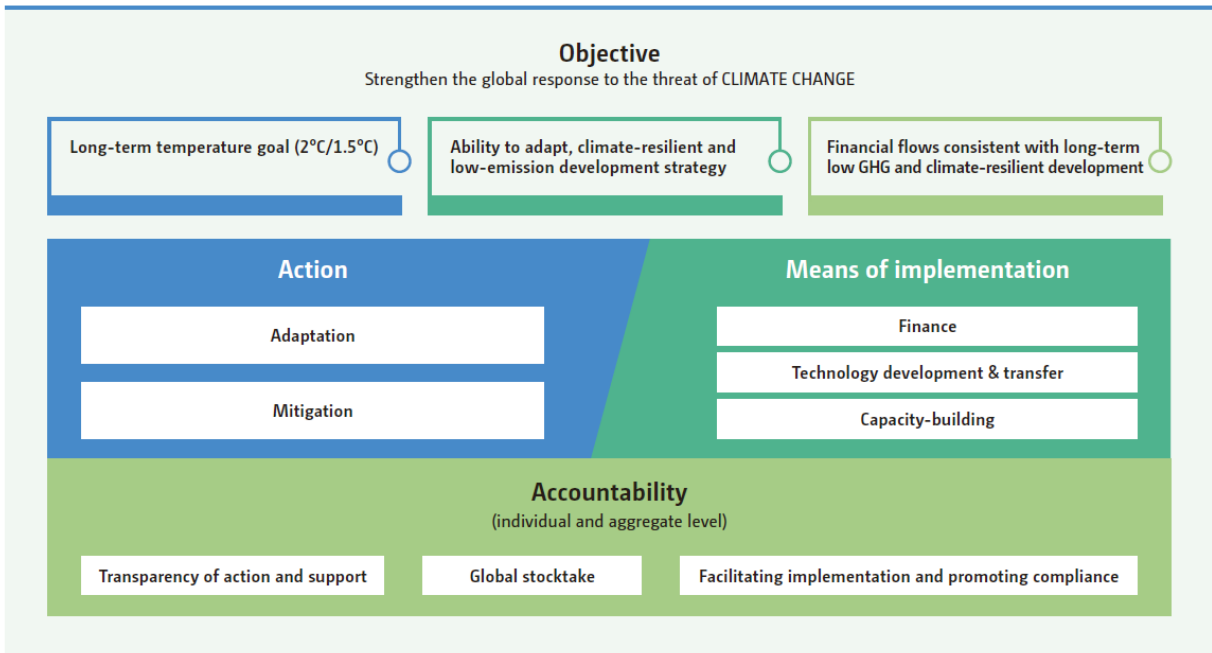 Objective
Strengthen the global response to the threat of CLIMATE CHANGE
Long-term temperature goal (2°C/1.5°C)
Ability to adapt, climate-resilient and
low-emission development strategy
Financial flows consistent with long-term
low GHG and climate-resilient development
Action
Adaptation
Mitigation
Means of implementation
Finance
Technology development & transfer
Capacity-building
Accountability
(individual and aggregate level)
Transparency of action and support
Global stocktake
Facilitating implementation and promoting compliance